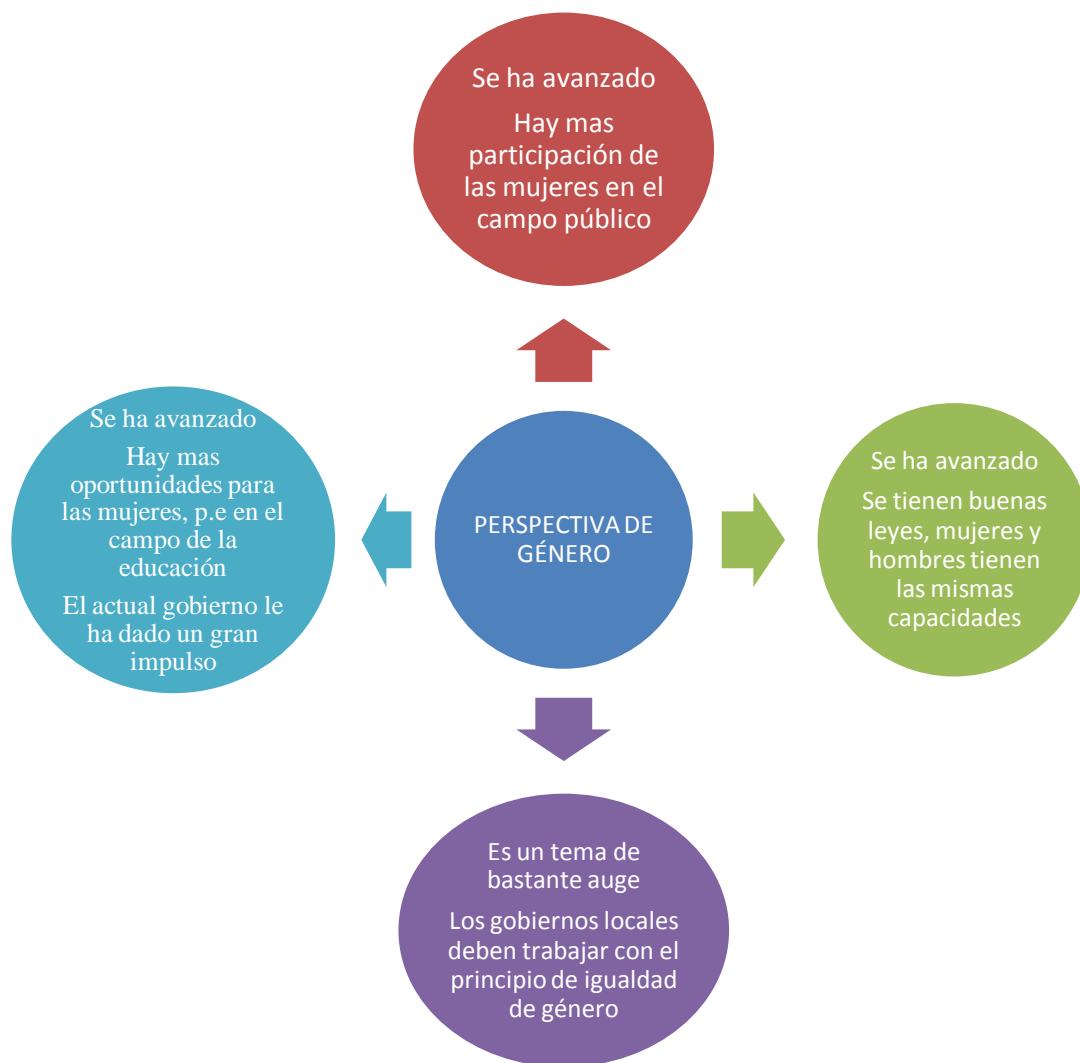 Se ha avanzado
Hay mas
participación de
las mujeres en el
campo público
Se ha avanzado
Hay mas
oportunidades para
las mujeres, p.e en el
campo de la
educación
El actual gobierno le
ha dado un gran
impulso
PERSPECTIVA DE
GÉNERO
Se ha avanzado
Se tienen buenas
leyes, mujeres y
hombres tienen
las mismas
capacidades
Es un tema de
bastante auge
Los gobiernos locales
deben trabajar con el
principio de igualdad
de género